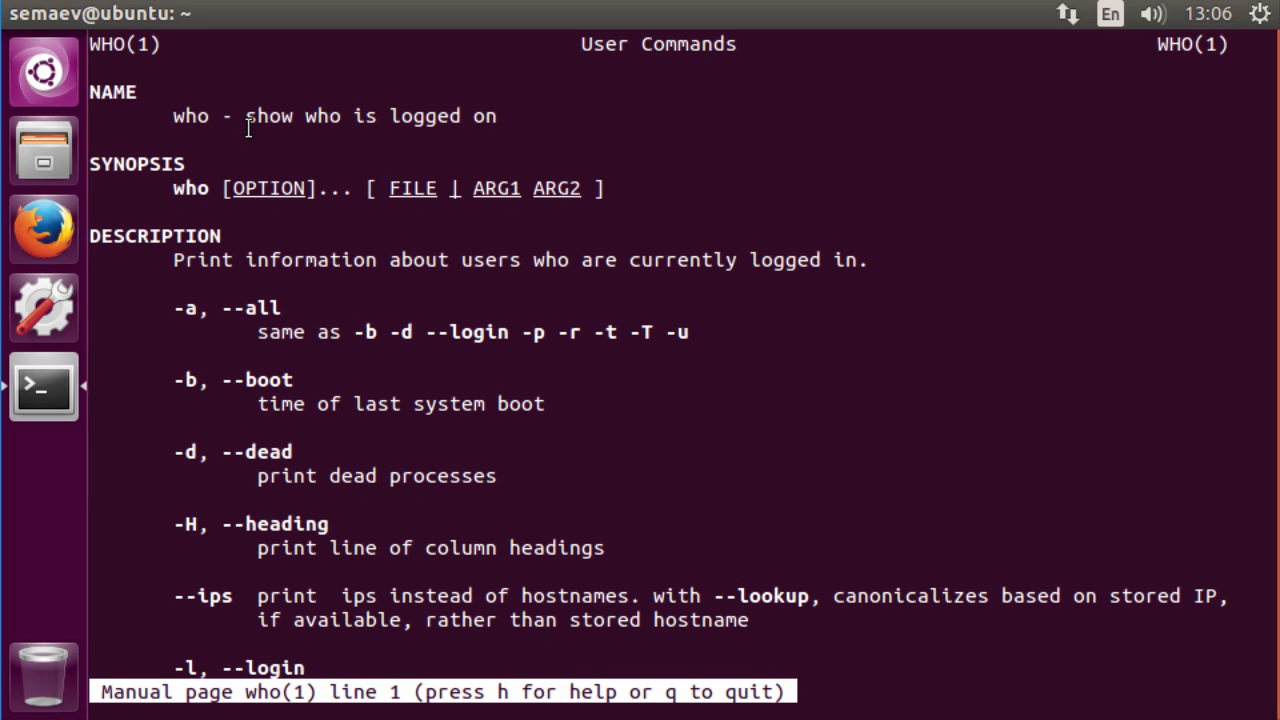 semaev@ubuntu: ~ En 13:06
WHO(1) User Commands WHO(1)
NAME
who - show who is logged on
SYNOPSIS
who [OPTION]... [ FILE | ARG1 ARG2 ]
DESCRIPTION
Print information about users who are currently logged in.
-a, --all
same as -b -d --login -p -r -t -T -u
-b, --boot
time of last system boot
-d, --dead
print dead processes
-H, --heading
print line of column headings
--ips print ips instead of hostnames. with --lookup, canonicalizes based on stored IP,
if available, rather than stored hostname
-l, --login
Manual page who(1) line 1 (press h for help or q to quit)